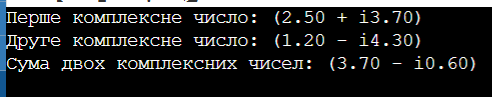 Перше комплексне число: (2.50 + i3.70)
Друге комплексне число: (1.20 - i4.30)
Сума двох комплексних чисел: (3.70 - i0.60)